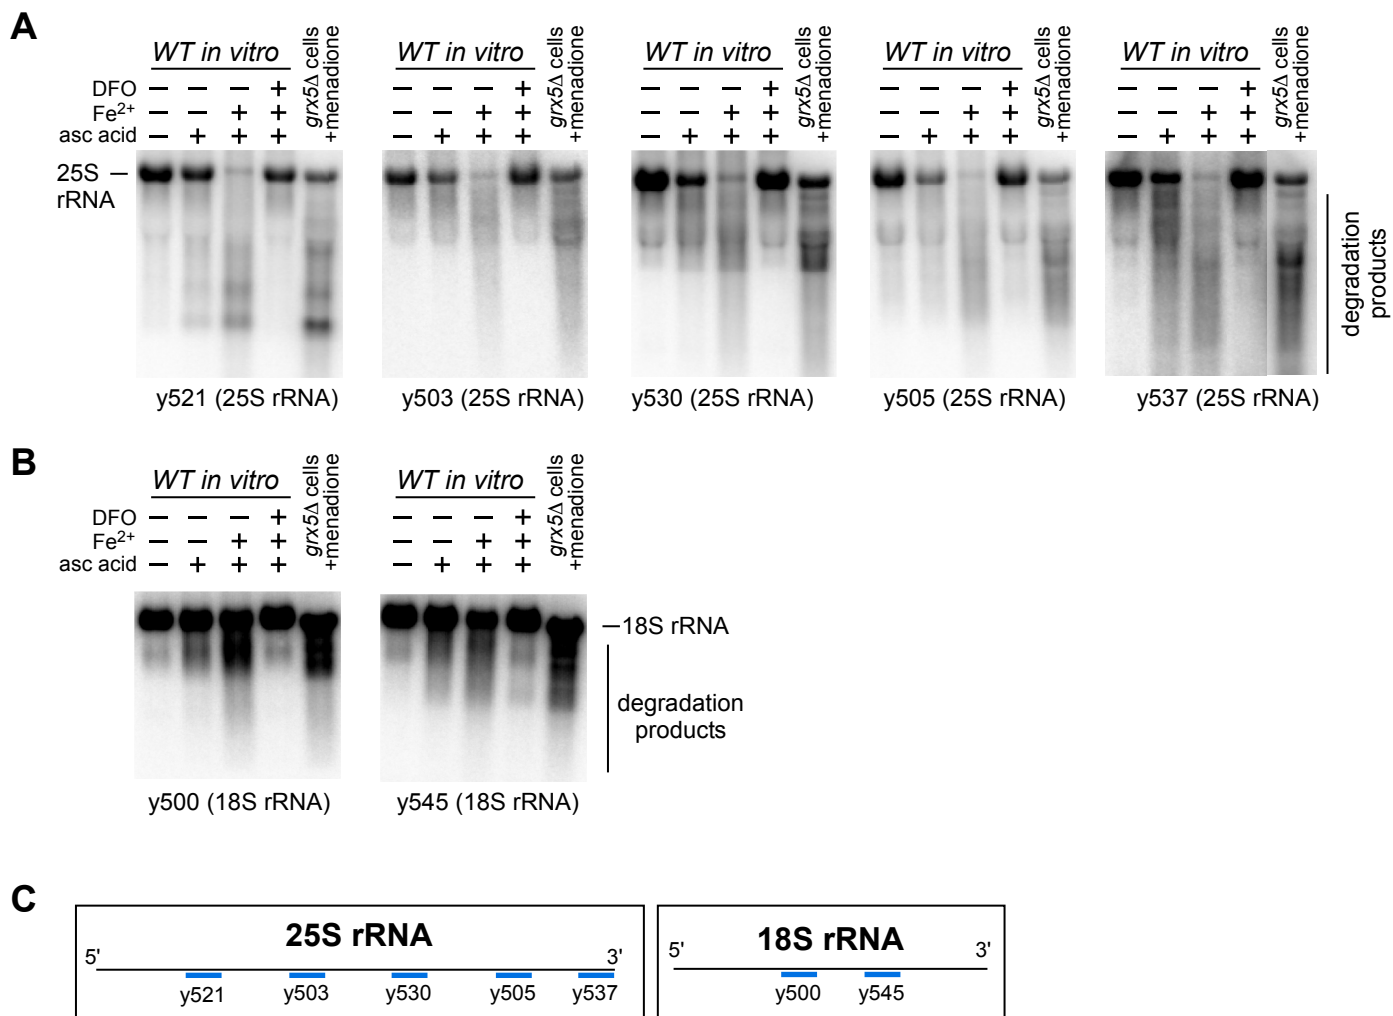 A
WT in vitro WT in vitro WT in vitro WT in vitro WT in vitro
grx5Δ cells +menadione grx5Δ cells +menadione grx5Δ cells +menadione grx5Δ cells +menadione grx5Δ cells +menadione
DFO – – – + – – – + – – – + – – – + – – – +
Fe²⁺ – – + + – – + + – – + + – – + + – – + +
asc acid – + + + – + + + – + + + – + + + – + + +
25S –
rRNA
degradation
products
y521 (25S rRNA) y503 (25S rRNA) y530 (25S rRNA) y505 (25S rRNA) y537 (25S rRNA)
B
WT in vitro WT in vitro
grx5Δ cells +menadione grx5Δ cells +menadione
DFO – – – + – – – +
Fe²⁺ – – + + – – + +
asc acid – + + + – + + +
–18S rRNA
degradation
products
y500 (18S rRNA) y545 (18S rRNA)
C
25S rRNA 18S rRNA
5' 3' 5' 3'
y521 y503 y530 y505 y537 y500 y545